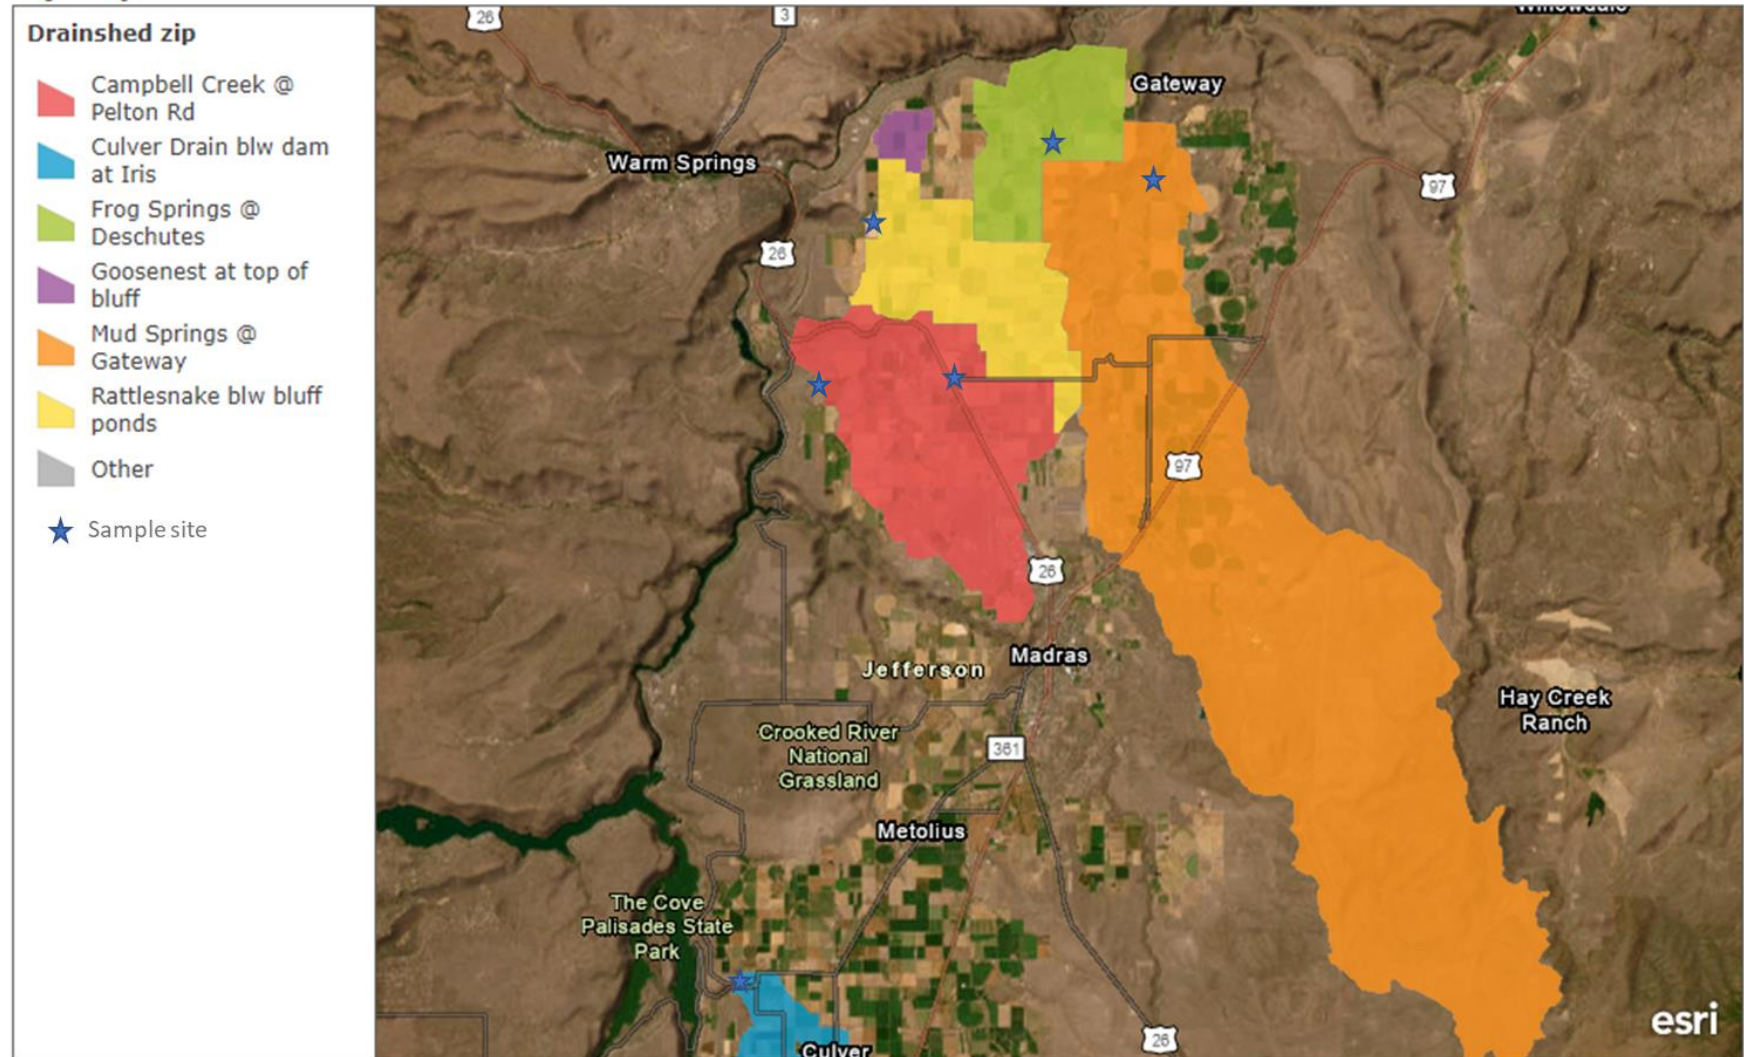 Drainshed zip
Campbell Creek @
Pelton Rd
Culver Drain blw dam
at Iris
Frog Springs @
Deschutes
Goosenest at top of
bluff
Mud Springs @
Gateway
Rattlesnake blw bluff
ponds
Other
Sample site
26
3
Gateway
Warm Springs
97
26
97
26
Madras
Jefferson
Hay Creek
Ranch
Crooked River
National
Grassland
361
Metolius
The Cove
Palisades State
Park
esri
26
Culver